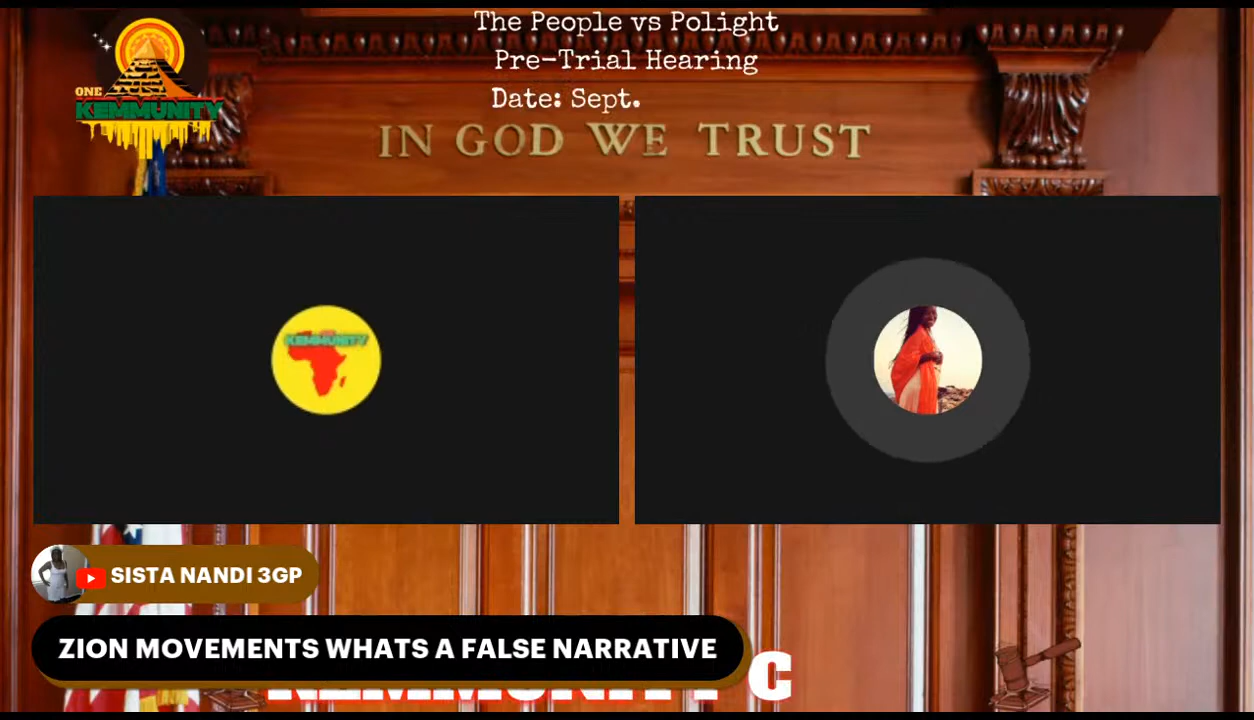 The People vs Polight
Pre-Trial Hearing
Date: Sept.
IN GOD WE TRUST
ONE
KEMMUNITY
KEMMUNITY
SISTA NANDI 3GP
ZION MOVEMENTS WHATS A FALSE NARRATIVE
KEMMUNITY C